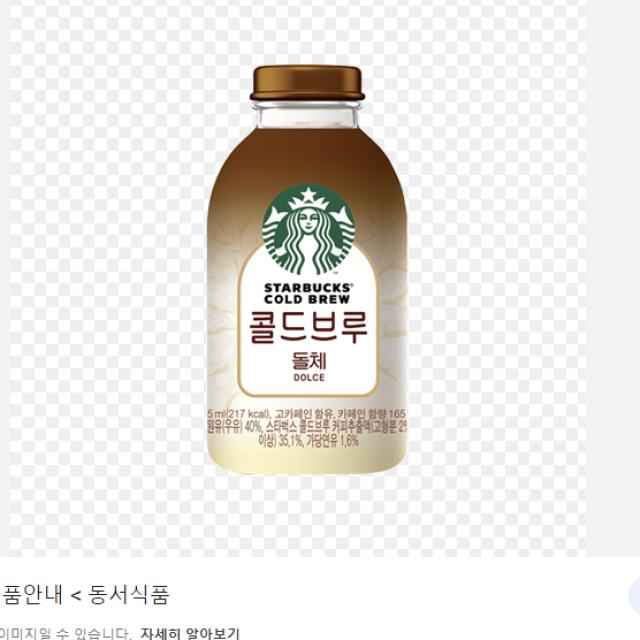 STARBUCKS®
COLD BREW
콜드브루
돌체
DOLCE
5㎖(217 kcal), 고카페인 함유, 카페인 함량 165
원유(우유) 40%, 스타벅스 콜드브루 커피추출액(고형분 2%
이상) 35.1%, 가당연유 1.6%
품안내 < 동서식품
이미지일 수 있습니다. 자세히 알아보기